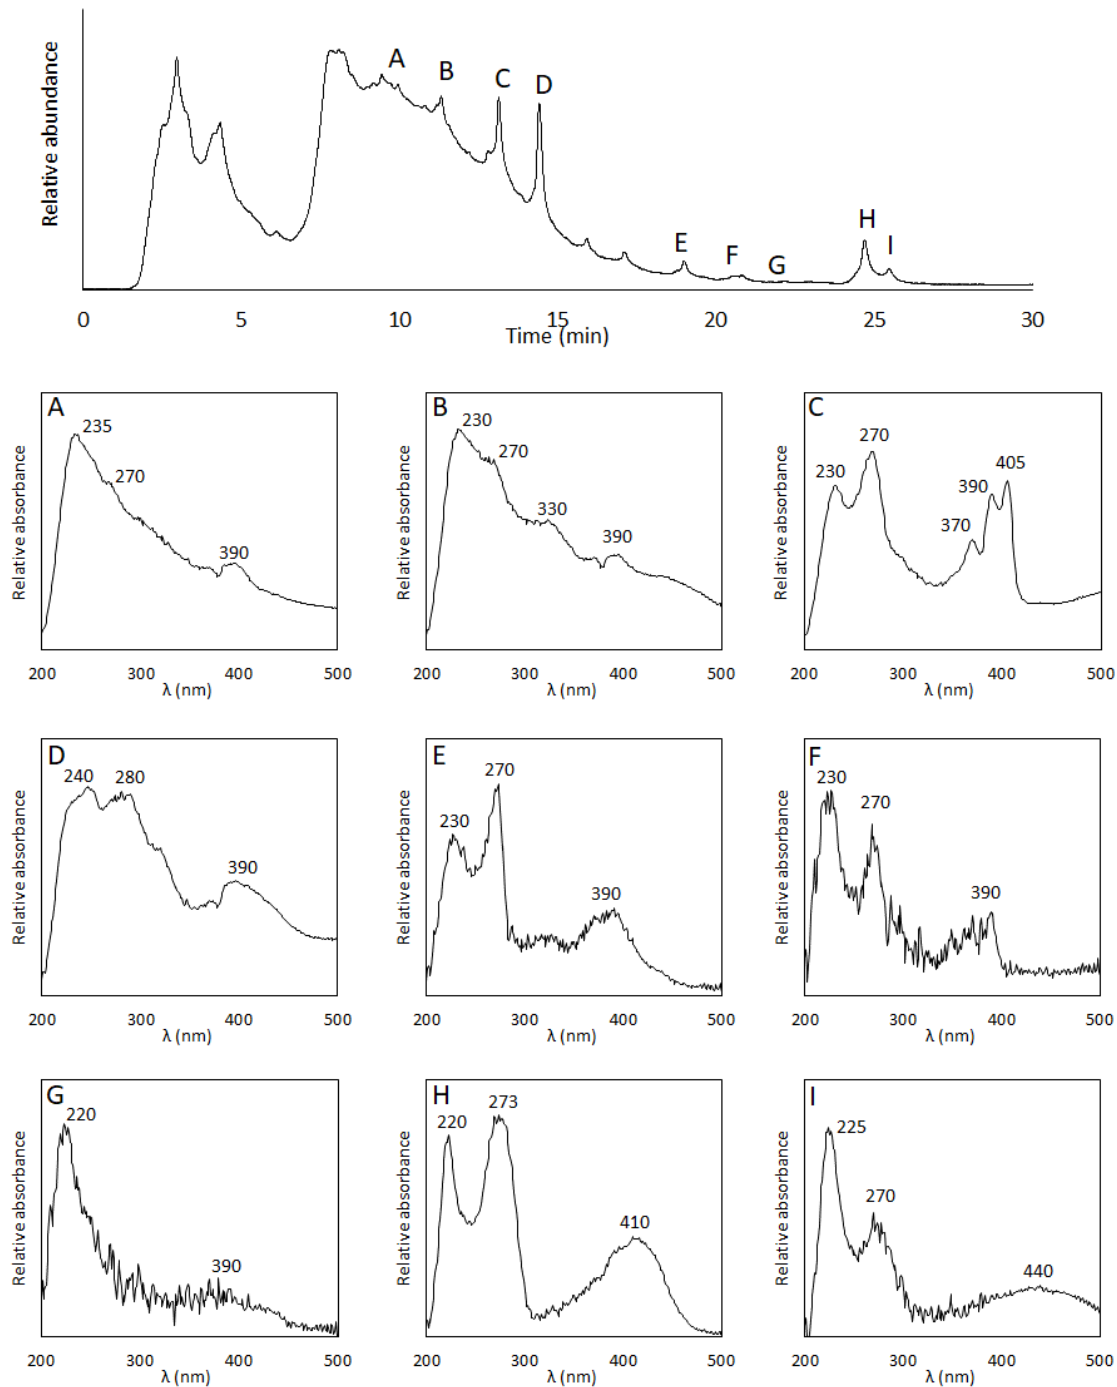 Relative abundance
A
B
C
D
E
F
G
H
I
0 5 10 15 20 25 30
Time (min)
A
235
270
390
Relative absorbance
200 300 400 500
λ (nm)
B
230
270
330
390
Relative absorbance
200 300 400 500
λ (nm)
C
230
270
370
390
405
Relative absorbance
200 300 400 500
λ (nm)
D
240
280
390
Relative absorbance
200 300 400 500
λ (nm)
E
230
270
390
Relative absorbance
200 300 400 500
λ (nm)
F
230
270
390
Relative absorbance
200 300 400 500
λ (nm)
G
220
390
Relative absorbance
200 300 400 500
λ (nm)
H
220
273
410
Relative absorbance
200 300 400 500
λ (nm)
I
225
270
440
Relative absorbance
200 300 400 500
λ (nm)